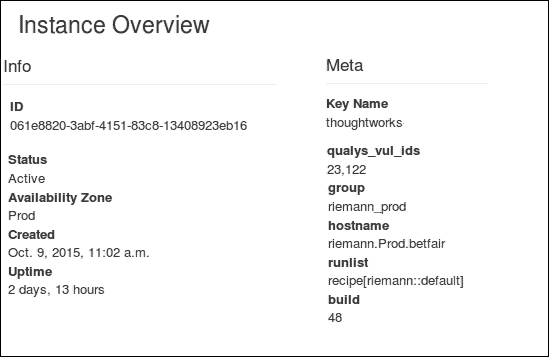 Instance Overview
Info
ID
061e8820-3abf-4151-83c8-13408923eb16
Status
Active
Availability Zone
Prod
Created
Oct. 9, 2015, 11:02 a.m.
Uptime
2 days, 13 hours
Meta
Key Name
thoughtworks
qualys_vul_ids
23,122
group
riemann_prod
hostname
riemann.Prod.betfair
runlist
recipe[riemann::default]
build
48